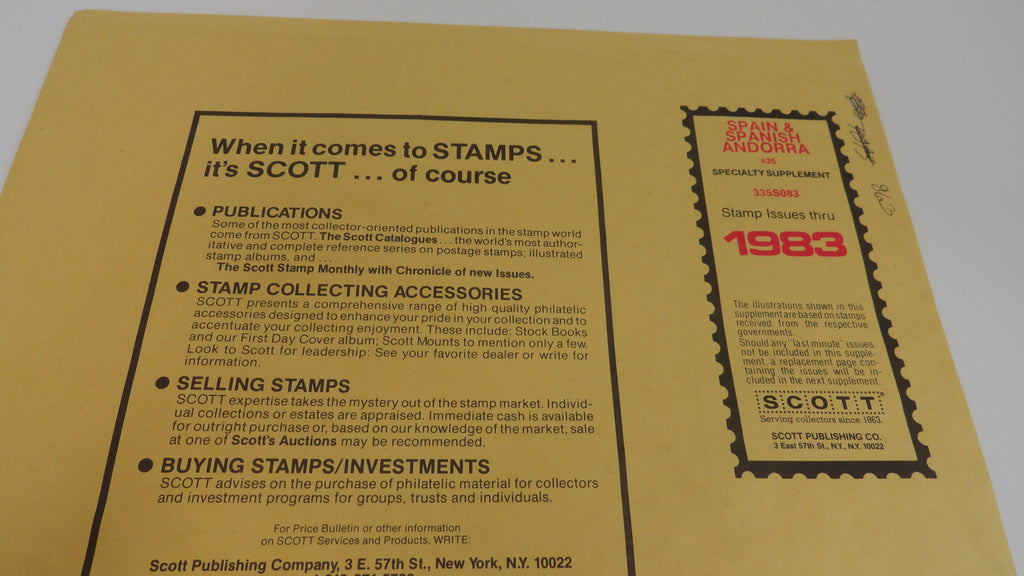 When it comes to STAMPS ...
it's SCOTT ... of course
● PUBLICATIONS
Some of the most collector-oriented publications in the stamp world
come from SCOTT. The Scott Catalogues ... the world's most author-
itative and complete reference series on postage stamps; illustrated
stamp albums, and ...
The Scott Stamp Monthly with Chronicle of new Issues.
● STAMP COLLECTING ACCESSORIES
SCOTT presents a comprehensive range of high quality philatelic
accessories designed to enhance your pride in your collection and to
accentuate your collecting enjoyment. These include: Stock Books
and our First Day Cover album; Scott Mounts to mention only a few.
Look to Scott for leadership: See your favorite dealer or write for
information.
● SELLING STAMPS
SCOTT expertise takes the mystery out of the stamp market. Individ-
ual collections or estates are appraised. Immediate cash is available
for outright purchase or, based on our knowledge of the market, sale
at one of Scott's Auctions may be recommended.
● BUYING STAMPS/INVESTMENTS
SCOTT advises on the purchase of philatelic material for collectors
and investment programs for groups, trusts and individuals.
For Price Bulletin or other information
on SCOTT Services and Products, WRITE:
Scott Publishing Company, 3 E. 57th St., New York, N.Y. 10022
SPAIN &
SPANISH
ANDORRA
#35
SPECIALTY SUPPLEMENT
335S083
Stamp Issues thru
1983
The illustrations shown in this
supplement are based on stamps
received from the respective
governments.
Should any "last minute" issues
not be included in this supple-
ment, a replacement page con-
taining the issues will be in-
cluded in the next supplement.
SCOTT
Serving collectors since 1863.
SCOTT PUBLISHING CO.
3 East 57th St., N.Y., N.Y. 10022